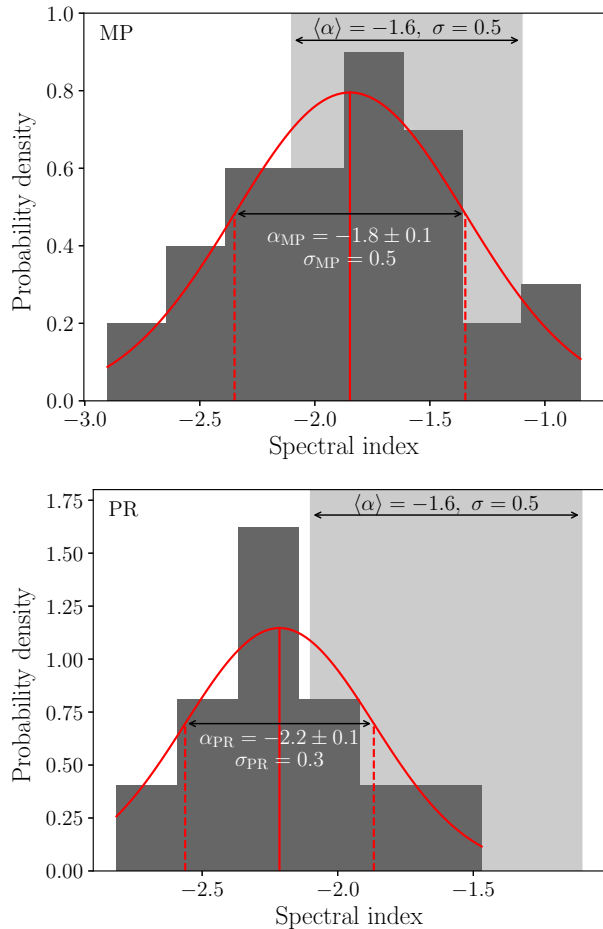 MP
⟨α⟩ = −1.6, σ = 0.5
1.0
0.8
0.6
0.4
0.2
0.0
Probability density
α_MP = −1.8 ± 0.1
σ_MP = 0.5
−3.0 −2.5 −2.0 −1.5 −1.0
Spectral index
PR
⟨α⟩ = −1.6, σ = 0.5
1.75
1.50
1.25
1.00
0.75
0.50
0.25
0.00
Probability density
α_PR = −2.2 ± 0.1
σ_PR = 0.3
−2.5 −2.0 −1.5
Spectral index